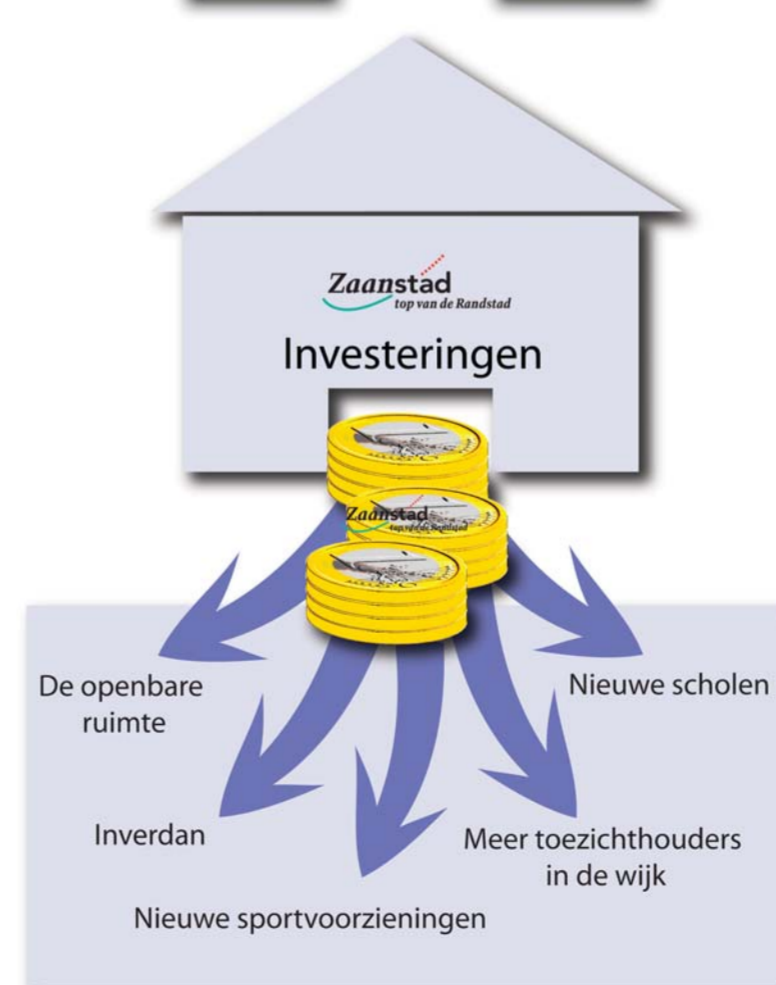 Zaanstad
top van de Randstad
Investeringen
Zaanstad
top van de Randstad
De openbare
ruimte
Nieuwe scholen
Inverdan
Meer toezichthouders
in de wijk
Nieuwe sportvoorzieningen